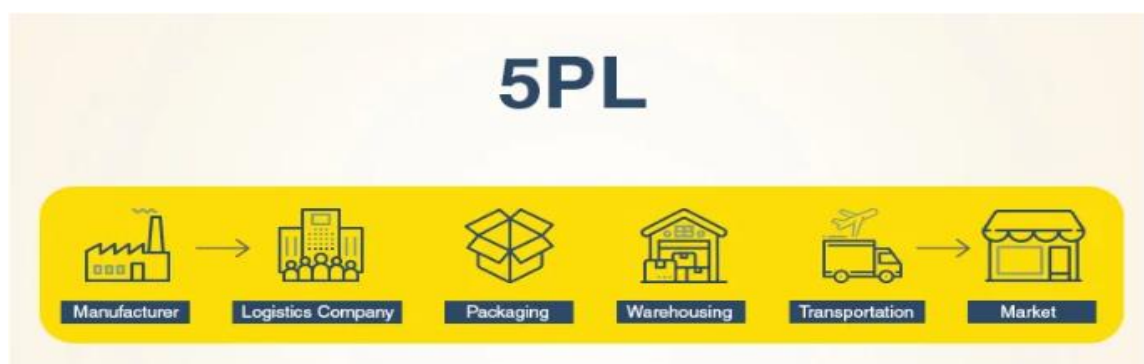 5PL
Manufacturer
Logistics Company
Packaging
Warehousing
Transportation
Market